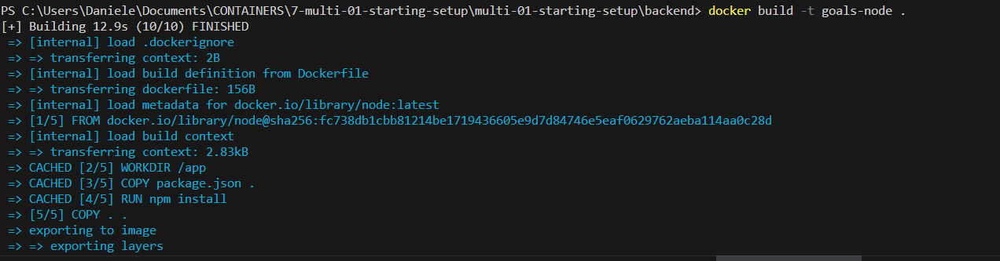 PS C:\Users\Daniele\Documents\CONTAINERS\7-multi-01-starting-setup\multi-01-starting-setup\backend> docker build -t goals-node .
[+] Building 12.9s (10/10) FINISHED
=> [internal] load .dockerignore
=> => transferring context: 2B
=> [internal] load build definition from Dockerfile
=> => transferring dockerfile: 156B
=> [internal] load metadata for docker.io/library/node:latest
=> [1/5] FROM docker.io/library/node@sha256:fc738db1cbb81214be1719436605e9d7d84746e5eaf0629762aeba114aa0c28d
=> [internal] load build context
=> => transferring context: 2.83kB
=> CACHED [2/5] WORKDIR /app
=> CACHED [3/5] COPY package.json .
=> CACHED [4/5] RUN npm install
=> [5/5] COPY . .
=> exporting to image
=> => exporting layers